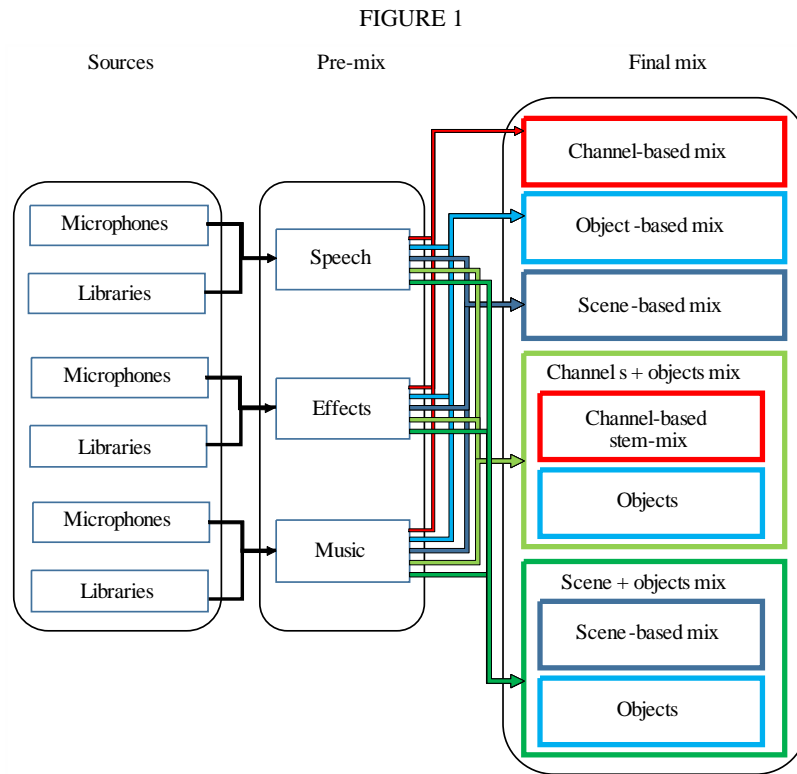 FIGURE 1
Sources
Pre-mix
Final mix
Microphones
Libraries
Microphones
Libraries
Microphones
Libraries
Speech
Effects
Music
Channel-based mix
Object -based mix
Scene-based mix
Channel s + objects mix
Channel-based
stem-mix
Objects
Scene + objects mix
Scene-based mix
Objects